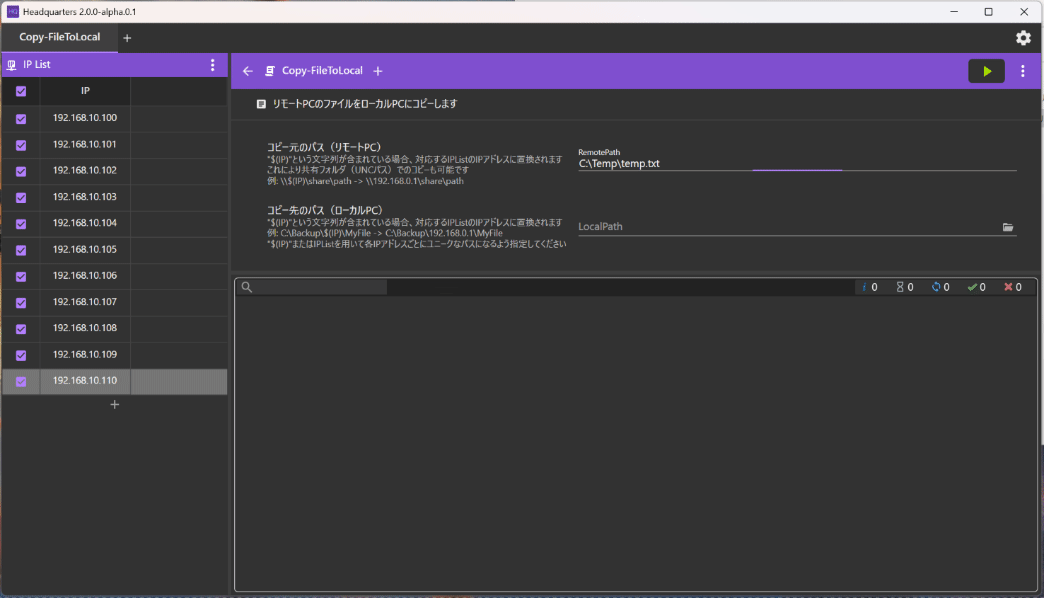 Headquarters 2.0.0-alpha.0.1
Copy-FileToLocal
IP List
IP
192.168.10.100
192.168.10.101
192.168.10.102
192.168.10.103
192.168.10.104
192.168.10.105
192.168.10.106
192.168.10.107
192.168.10.108
192.168.10.109
192.168.10.110
Copy-FileToLocal
リモートPCのファイルをローカルPCにコピーします
コピー元のパス（リモートPC）
"$(IP)"という文字列が含まれている場合、対応するIPListのIPアドレスに置換されます
これにより共有フォルダ（UNCパス）でのコピーも可能です
例: \\$(IP)\share\path -> \\192.168.0.1\share\path
RemotePath
C:\Temp\temp.txt
コピー先のパス（ローカルPC）
"$(IP)"という文字列が含まれている場合、対応するIPListのIPアドレスに置換されます
例: C:\Backup\$(IP)\MyFile -> C:\Backup\192.168.0.1\MyFile
"$(IP)"またはIPListを用いて各IPアドレスごとにユニークなパスになるよう指定してください
LocalPath
0 0 0 0 0